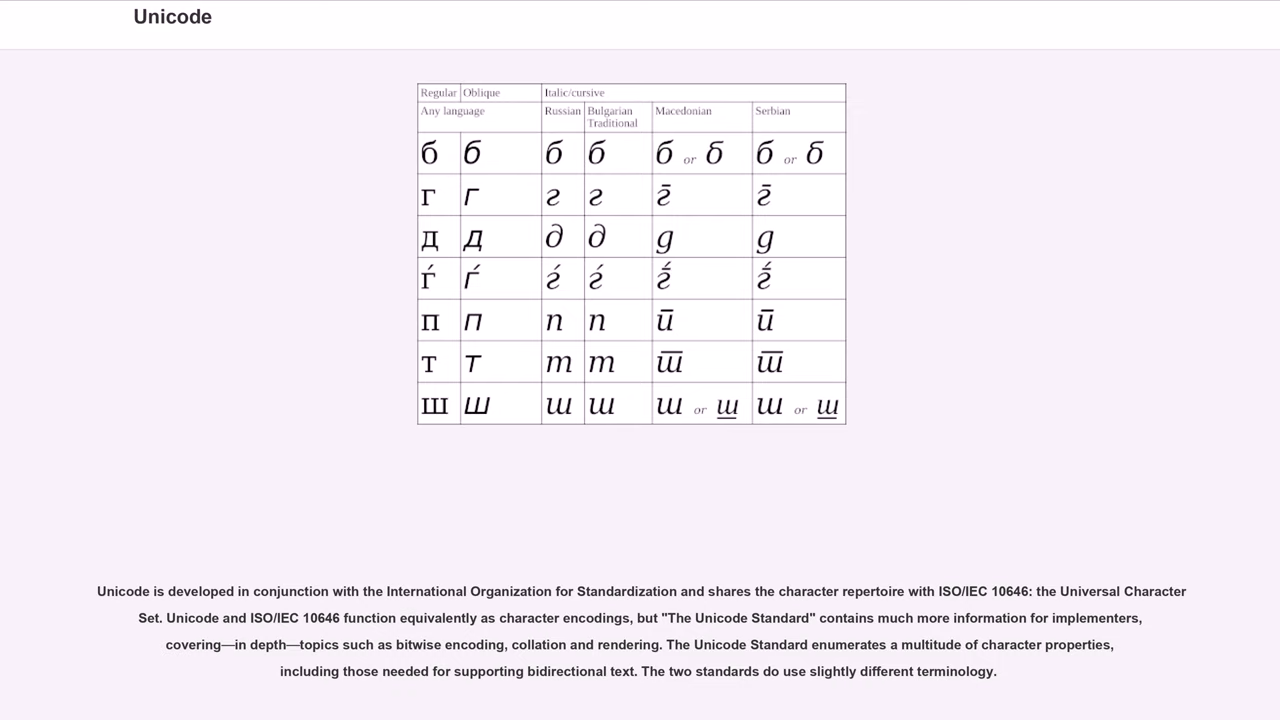 Unicode
Regular Oblique Italic/cursive
Any language Russian Bulgarian Traditional Macedonian Serbian
б б б б б or б б or б
г г г г г̄ г̄
д д д д g g
ѓ ѓ ѓ ѓ ѓ̄ ѓ̄
п п п п ū ū
т т т т ш̅ ш̅
ш ш ш ш ш or ш̲ ш or ш̲
Unicode is developed in conjunction with the International Organization for Standardization and shares the character repertoire with ISO/IEC 10646: the Universal Character
Set. Unicode and ISO/IEC 10646 function equivalently as character encodings, but "The Unicode Standard" contains much more information for implementers,
covering—in depth—topics such as bitwise encoding, collation and rendering. The Unicode Standard enumerates a multitude of character properties,
including those needed for supporting bidirectional text. The two standards do use slightly different terminology.